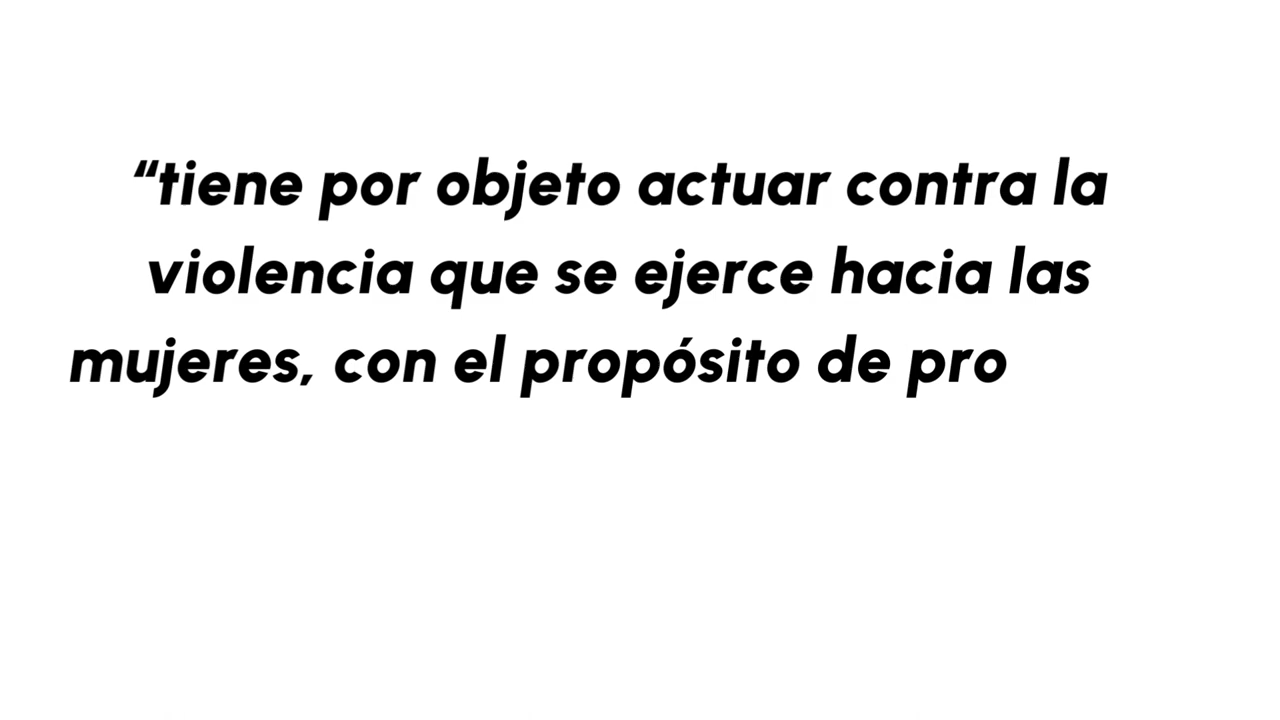 “tiene por objeto actuar contra la
violencia que se ejerce hacia las
mujeres, con el propósito de pro